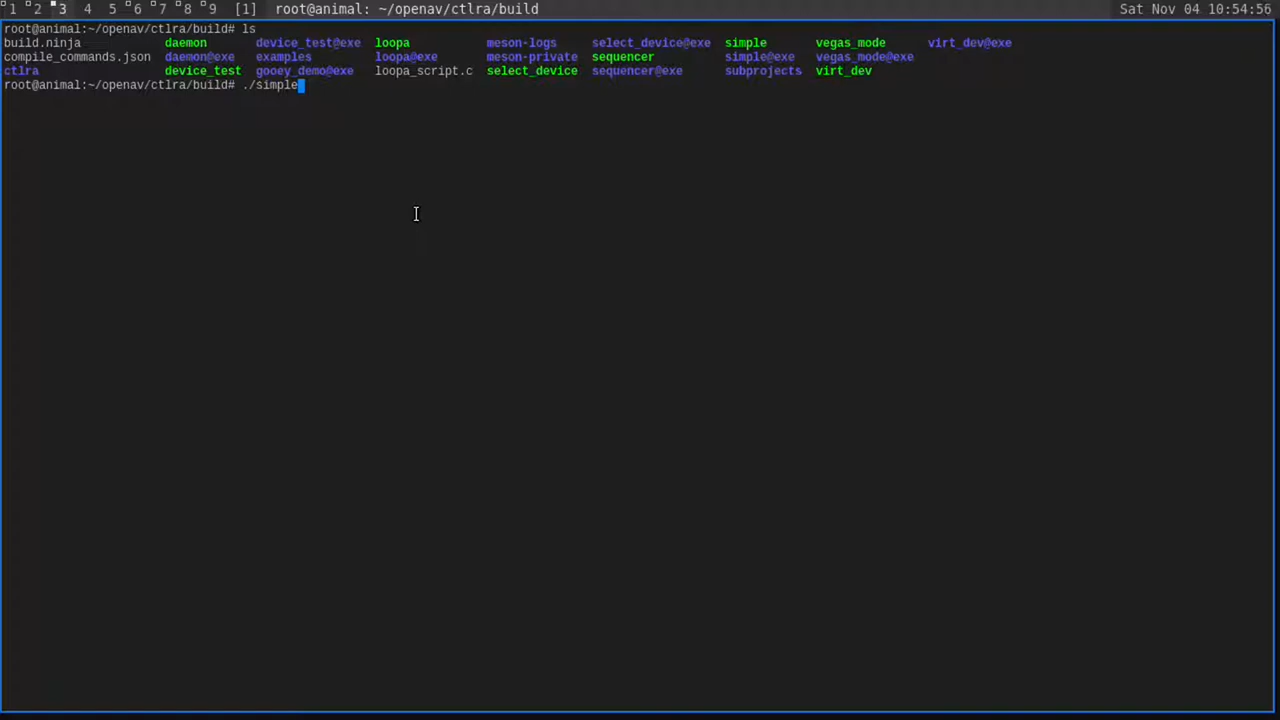 1 2 3 4 5 6 7 8 9 [1] root@animal: ~/openav/ctlra/build Sat Nov 04 10:54:56
root@animal:~/openav/ctlra/build# ls
build.ninja daemon device_test@exe loopa meson-logs select_device@exe simple vegas_mode virt_dev@exe
compile_commands.json daemon@exe examples loopa@exe meson-private sequencer simple@exe vegas_mode@exe
ctlra device_test gooey_demo@exe loopa_script.c select_device sequencer@exe subprojects virt_dev
root@animal:~/openav/ctlra/build# ./simple